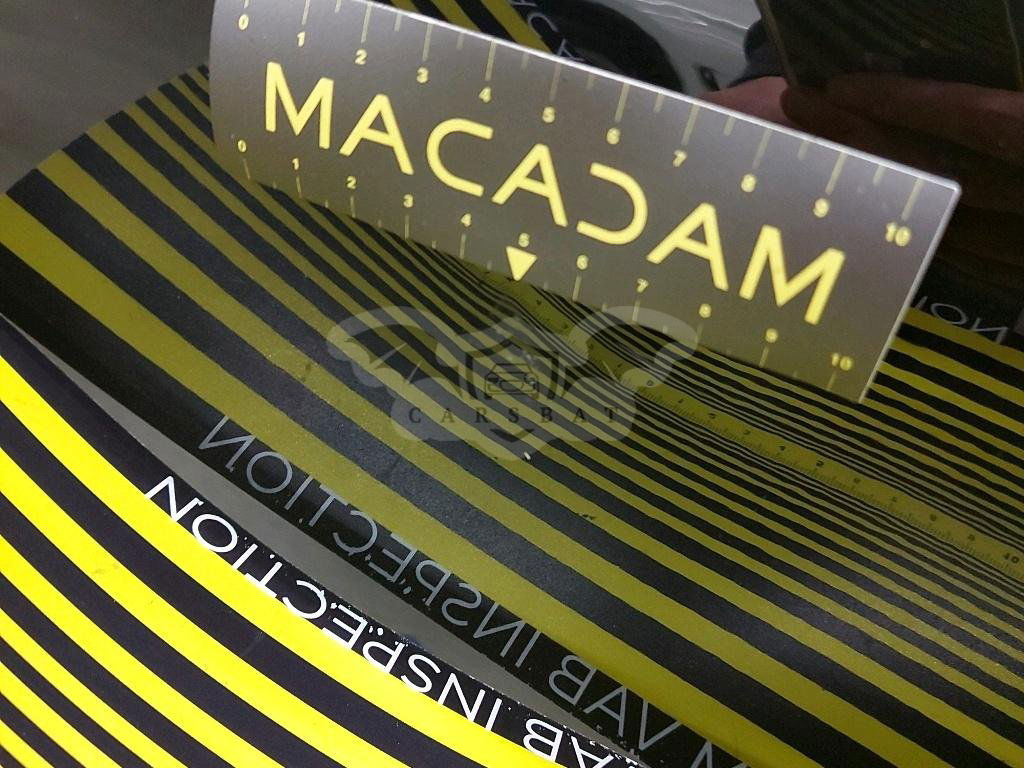 0 1 2 3 4 5 6 7 8 9 10
MACADAM
0 1 2 3 4 5 6 7 8 9 10
CARSBAT
INSPECTION
INSPECTION